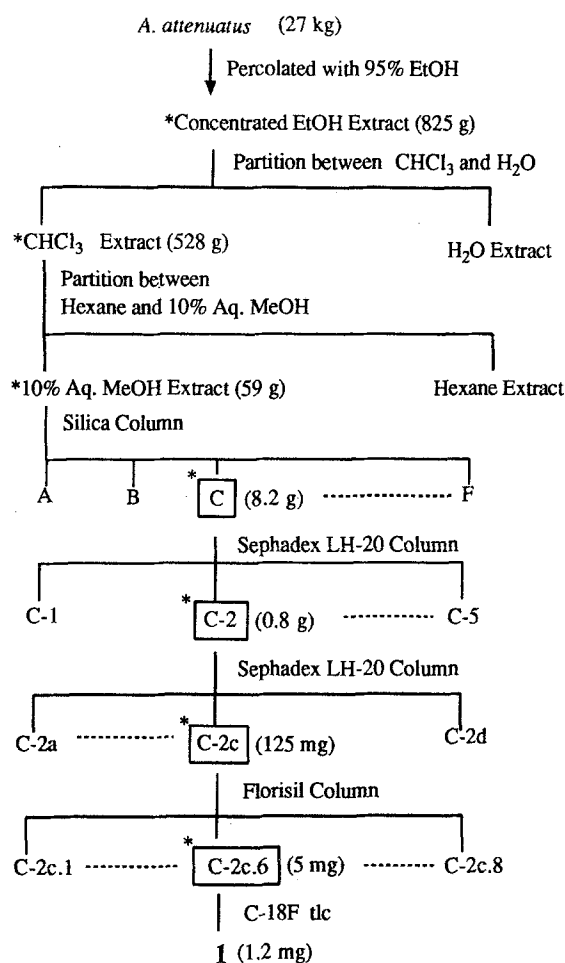 A. attenuatus (27 kg)
Percolated with 95% EtOH
*Concentrated EtOH Extract (825 g)
Partition between CHCl₃ and H₂O
*CHCl₃ Extract (528 g)
H₂O Extract
Partition between
Hexane and 10% Aq. MeOH
*10% Aq. MeOH Extract (59 g)
Hexane Extract
Silica Column
A B * C (8.2 g) F
Sephadex LH-20 Column
C-1 * C-2 (0.8 g) C-5
Sephadex LH-20 Column
C-2a * C-2c (125 mg) C-2d
Florisil Column
C-2c.1 * C-2c.6 (5 mg) C-2c.8
C-18F tlc
1 (1.2 mg)